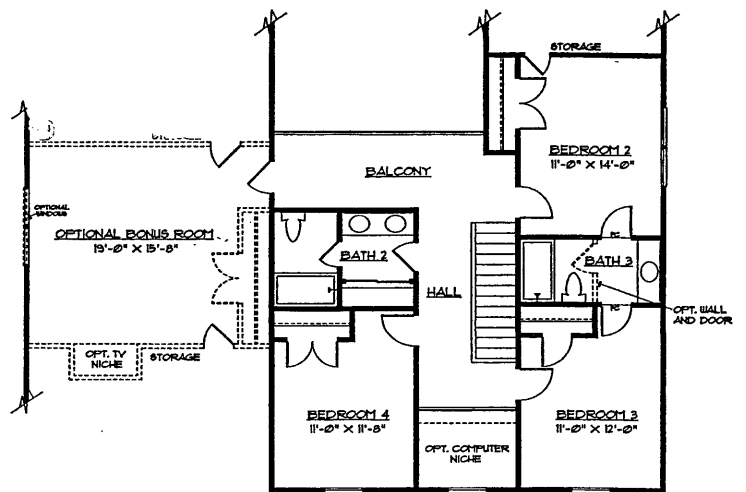 STORAGE
BEDROOM 2
11'-0" X 14'-0"
BALCONY
OPTIONAL
WINDOWS
OPTIONAL BONUS ROOM
19'-0" X 15'-8"
BATH 2
BATH 3
HALL
OPT. WALL
AND DOOR
OPT. TV
NICHE
STORAGE
BEDROOM 4
11'-0" X 11'-8"
BEDROOM 3
11'-0" X 12'-0"
OPT. COMPUTER
NICHE